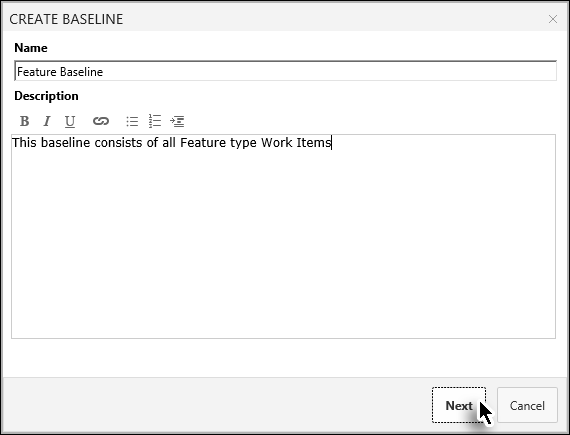 CREATE BASELINE
Name
Feature Baseline
Description
B I U
This baseline consists of all Feature type Work Items
Next Cancel